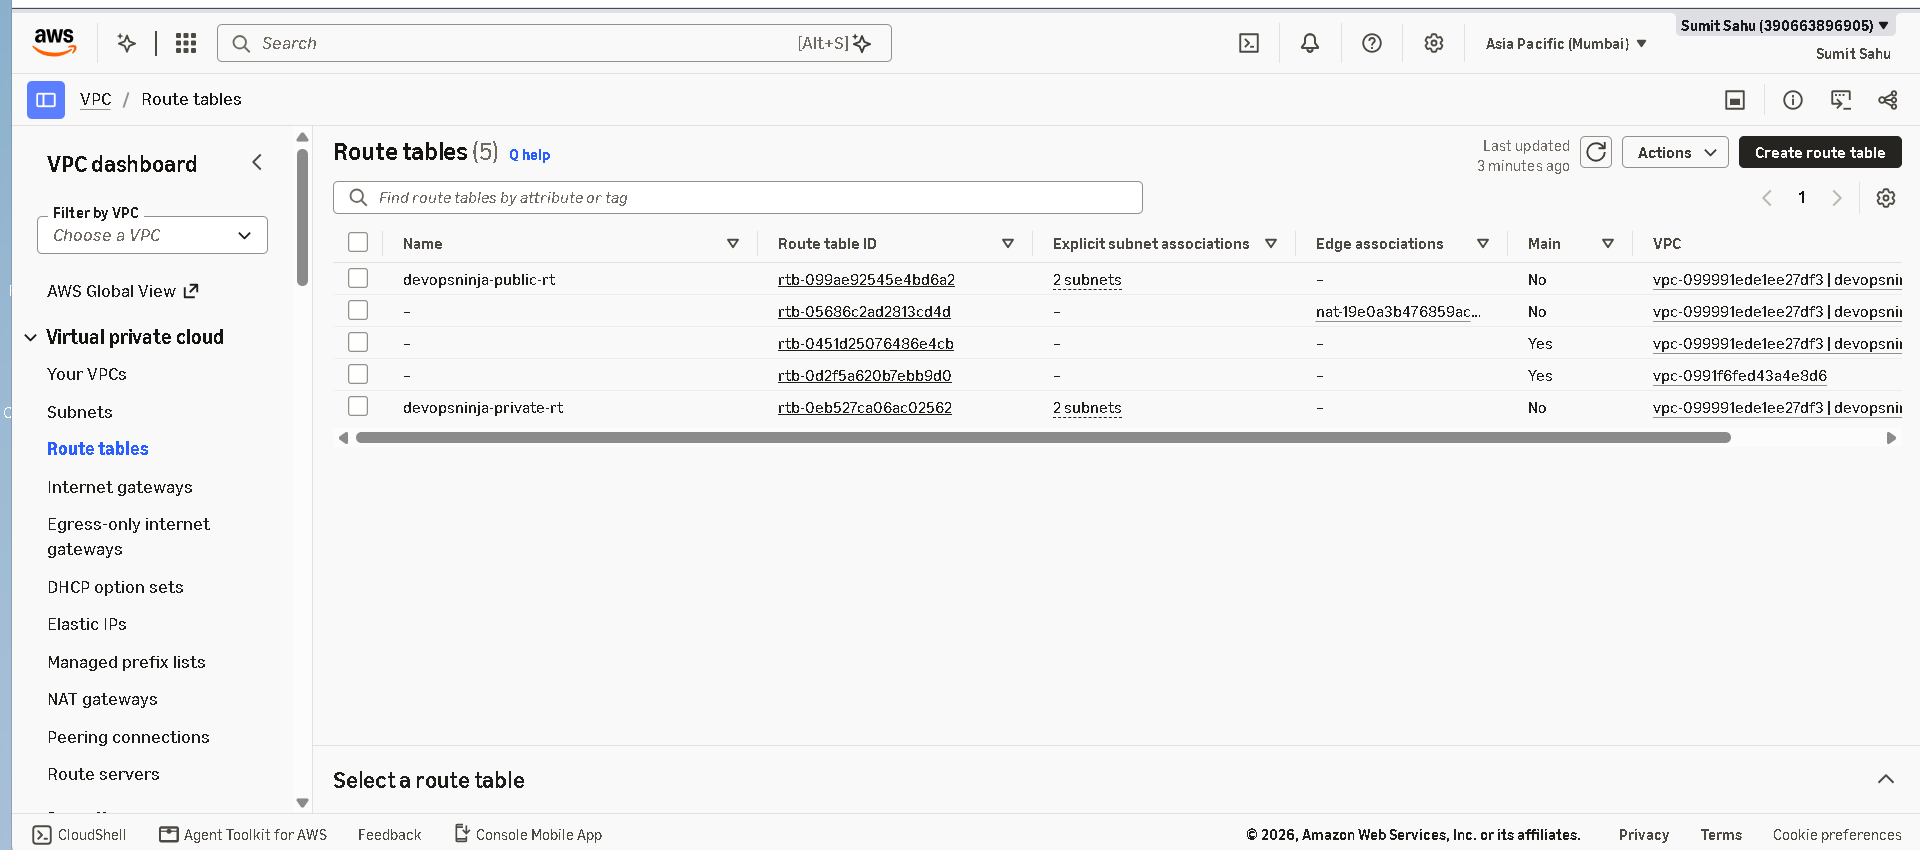 aws
Search [Alt+S]
Asia Pacific (Mumbai)
Sumit Sahu (390663896905)
Sumit Sahu
VPC / Route tables
VPC dashboard
Filter by VPC
Choose a VPC
AWS Global View
Virtual private cloud
Your VPCs
Subnets
Route tables
Internet gateways
Egress-only internet
gateways
DHCP option sets
Elastic IPs
Managed prefix lists
NAT gateways
Peering connections
Route servers
Route tables (5) Q help
Last updated
3 minutes ago
Actions
Create route table
Find route tables by attribute or tag
1
Name Route table ID Explicit subnet associations Edge associations Main VPC
devopsninja-public-rt rtb-099ae92545e4bd6a2 2 subnets – No vpc-099991ede1ee27df3 | devopsnin
– rtb-05686c2ad2813cd4d – nat-19e0a3b476859ac... No vpc-099991ede1ee27df3 | devopsnin
– rtb-0451d25076486e4cb – – Yes vpc-099991ede1ee27df3 | devopsnin
– rtb-0d2f5a620b7ebb9d0 – – Yes vpc-0991f6fed43a4e8d6
devopsninja-private-rt rtb-0eb527ca06ac02562 2 subnets – No vpc-099991ede1ee27df3 | devopsnin
Select a route table
CloudShell Agent Toolkit for AWS Feedback Console Mobile App
© 2026, Amazon Web Services, Inc. or its affiliates. Privacy Terms Cookie preferences